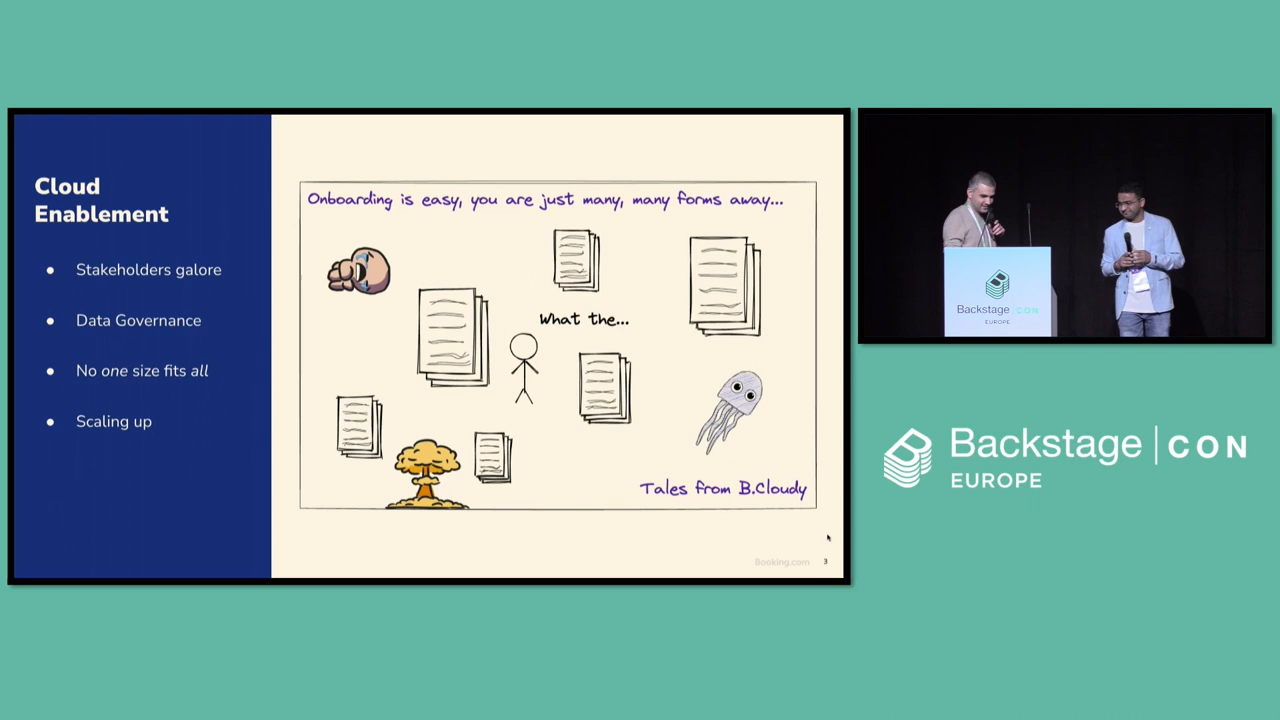 Cloud
Enablement
● Stakeholders galore
● Data Governance
● No one size fits all
● Scaling up
Onboarding is easy, you are just many, many forms away...
What the...
Tales from B.Cloudy
Booking.com
3
Backstage CON
EUROPE
Backstage | CON
EUROPE